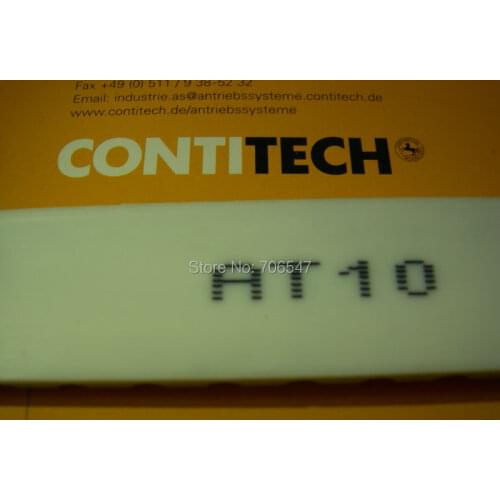 Fax +49 (0) 511 / 9 38-52 32
Email: industrie.as@antriebssysteme.contitech.de
www.contitech.de/antriebssysteme
CONTITECH
Store No: 706547
AT10